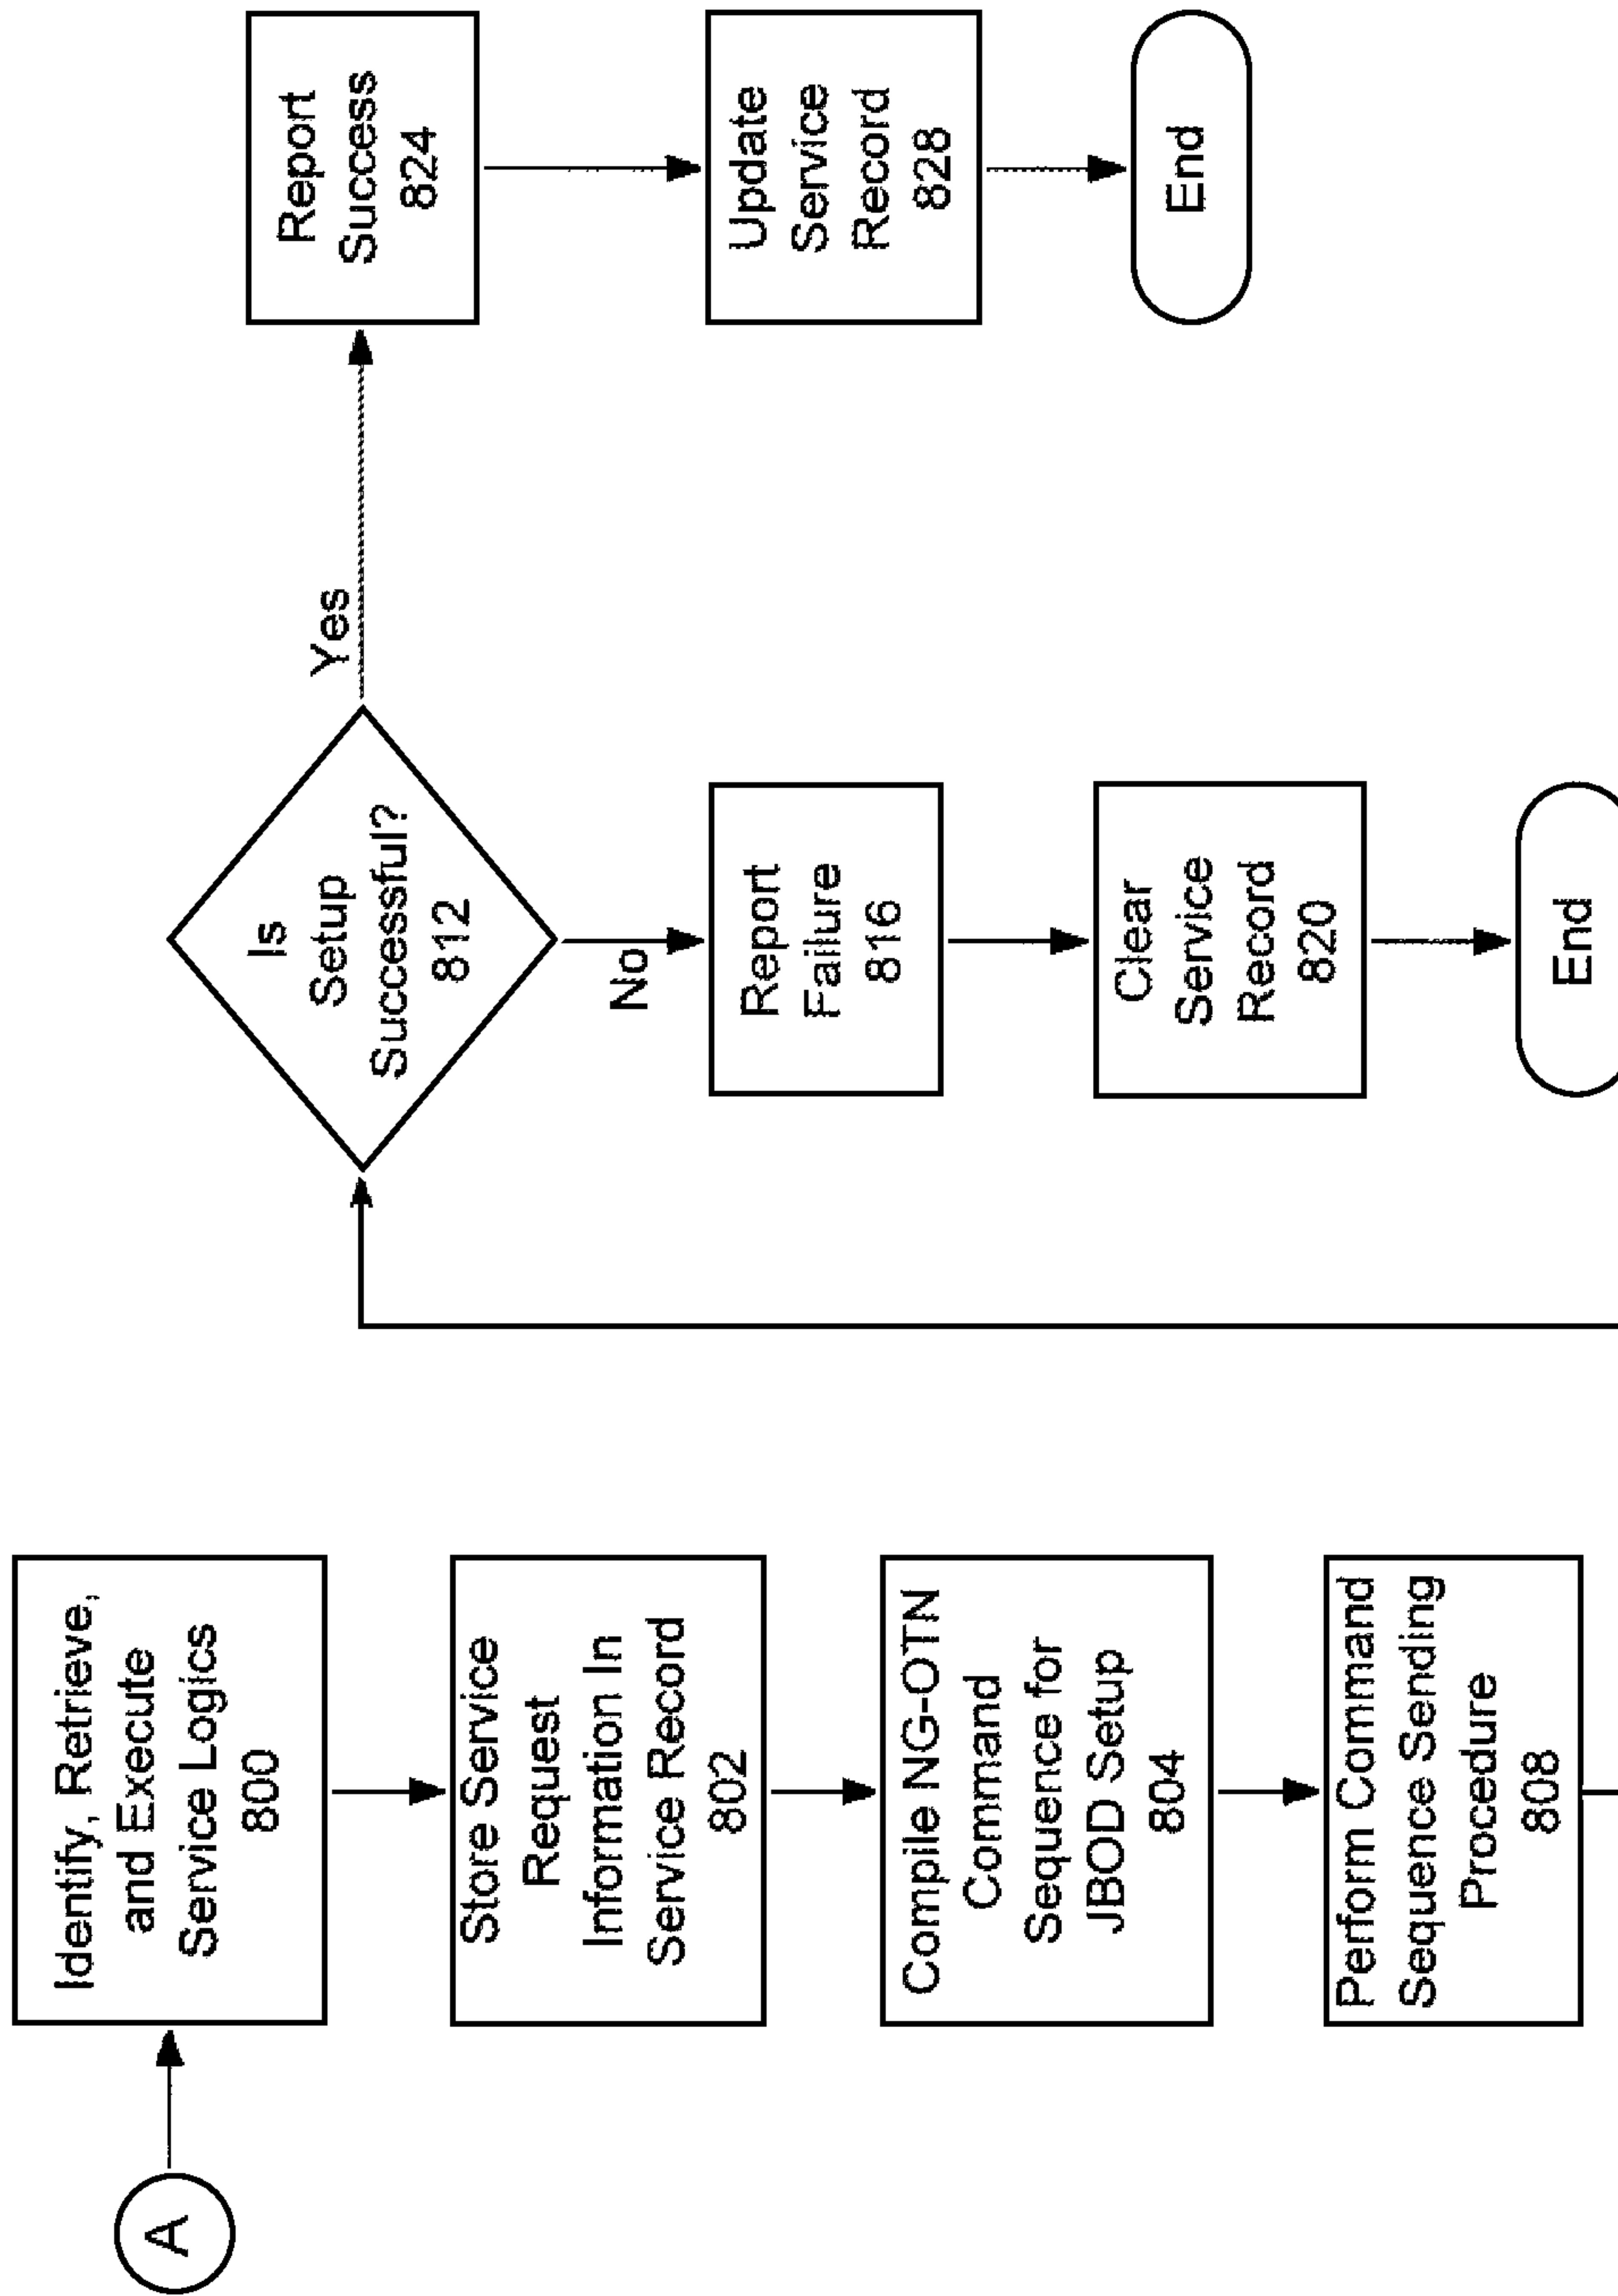 A
Identify, Retrieve,
and Execute
Service Logics
800
Store Service
Request
Information In
Service Record
802
Compile NG-OTN
Command
Sequence for
JBOD Setup
804
Perform Command
Sequence Sending
Procedure
808
Is
Setup
Successful?
812
No
Report
Failure
816
Clear
Service
Record
820
End
Yes
Report
Success
824
Update
Service
Record
828
End